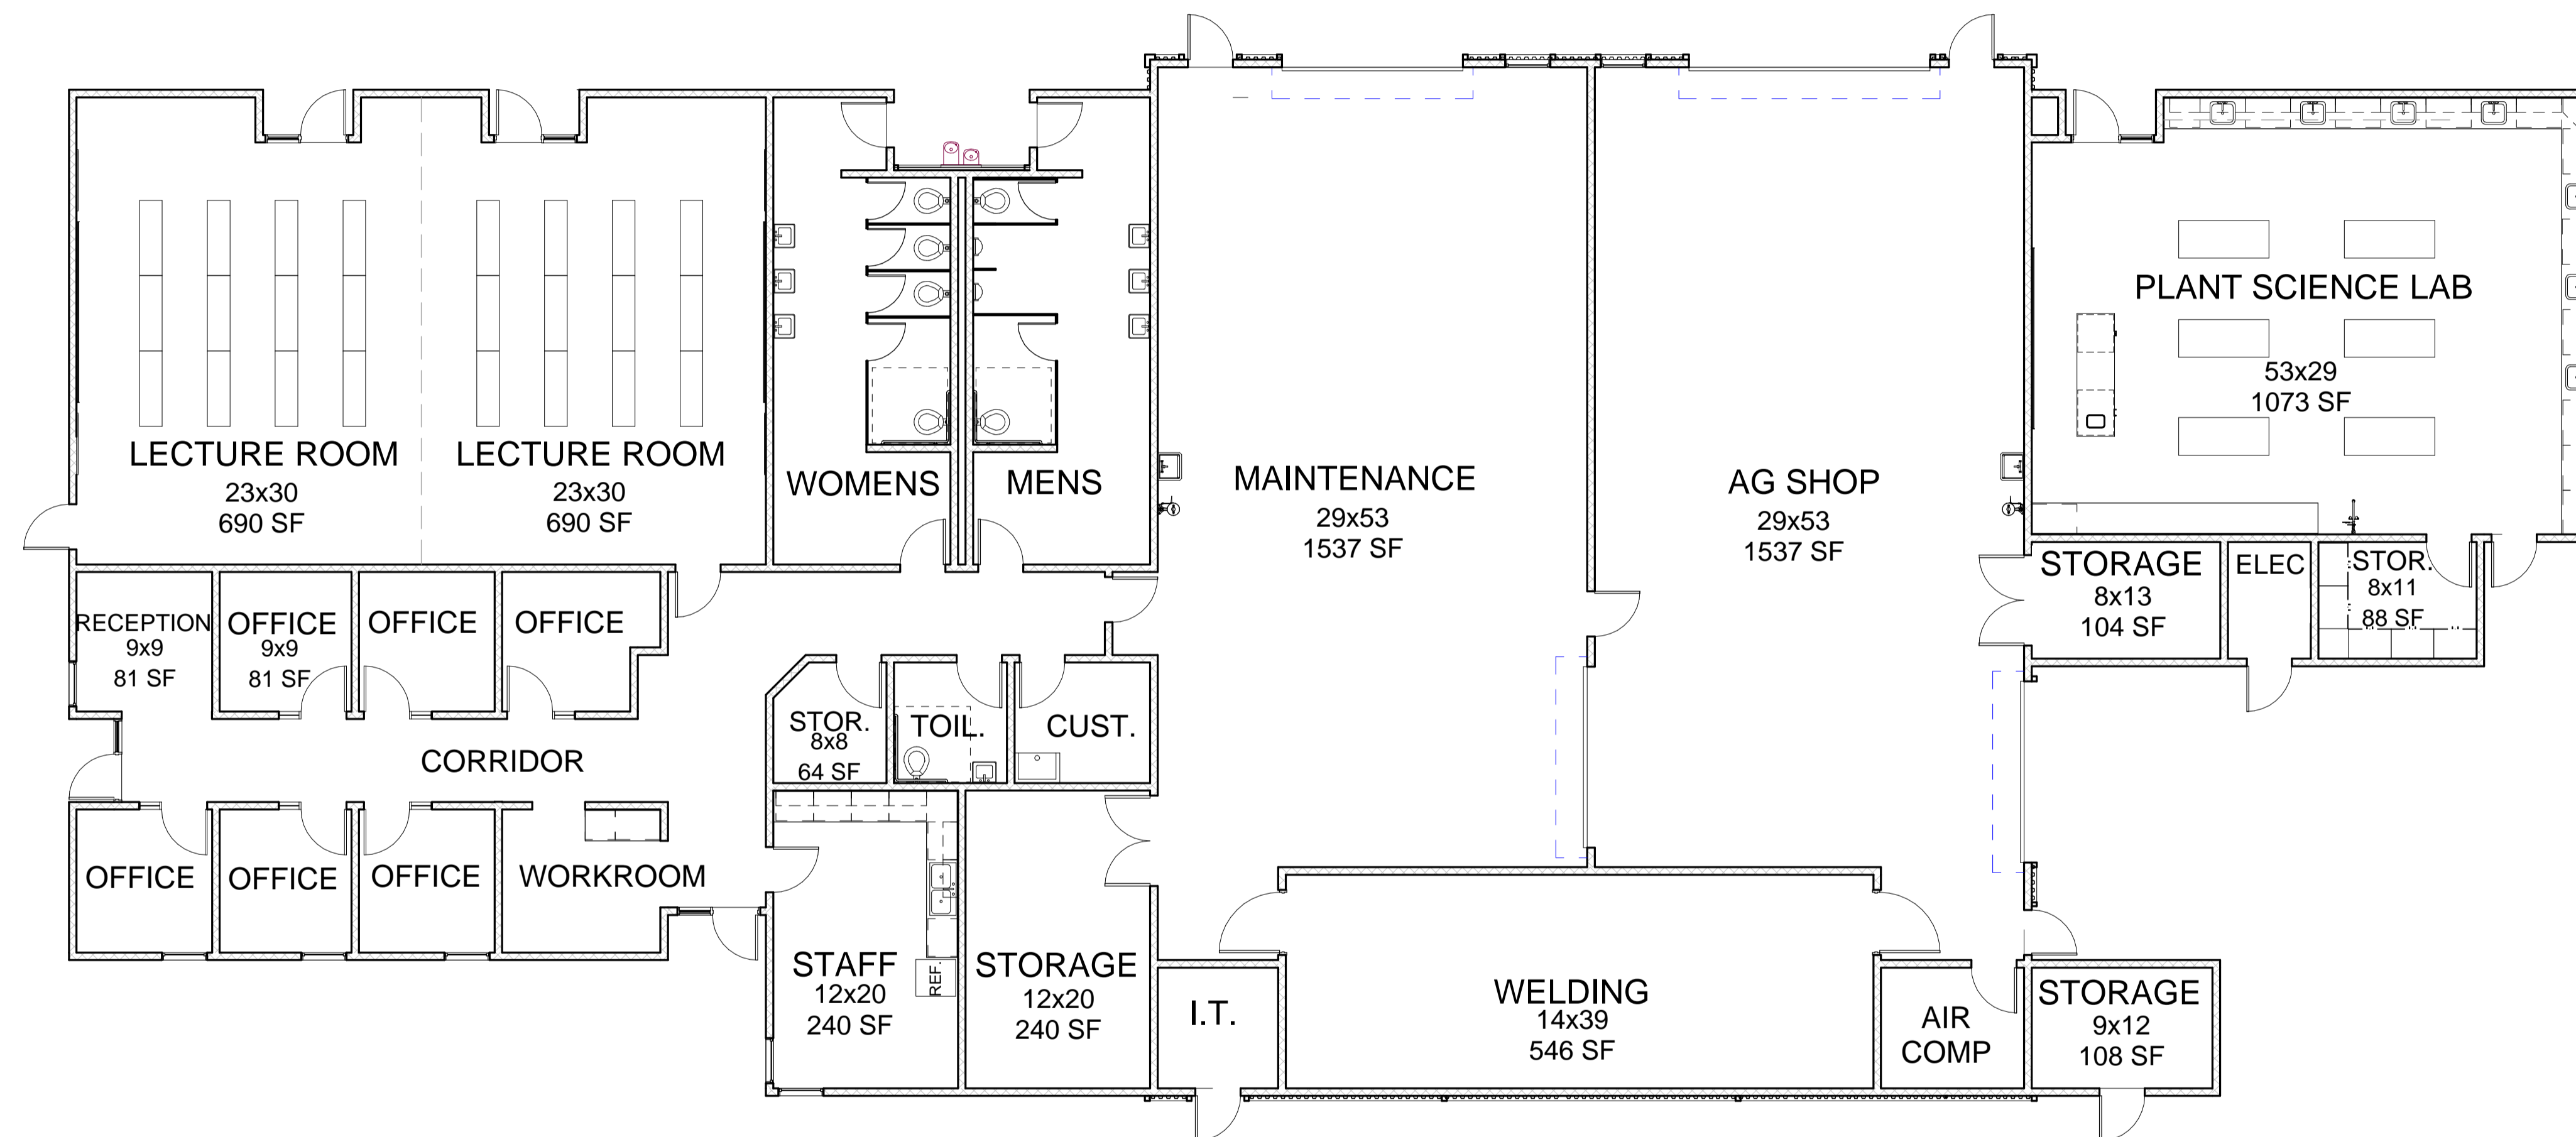 PLANT SCIENCE LAB
53x29
1073 SF
LECTURE ROOM
23x30
690 SF
LECTURE ROOM
23x30
690 SF
WOMENS
MENS
MAINTENANCE
29x53
1537 SF
AG SHOP
29x53
1537 SF
STORAGE
8x13
104 SF
ELEC
STOR.
8x11
88 SF
RECEPTION
9x9
81 SF
OFFICE
9x9
81 SF
OFFICE
OFFICE
STOR.
8x8
64 SF
TOIL.
CUST.
CORRIDOR
OFFICE
OFFICE
OFFICE
WORKROOM
STAFF
12x20
240 SF
REF.
STORAGE
12x20
240 SF
I.T.
WELDING
14x39
546 SF
AIR
COMP
STORAGE
9x12
108 SF